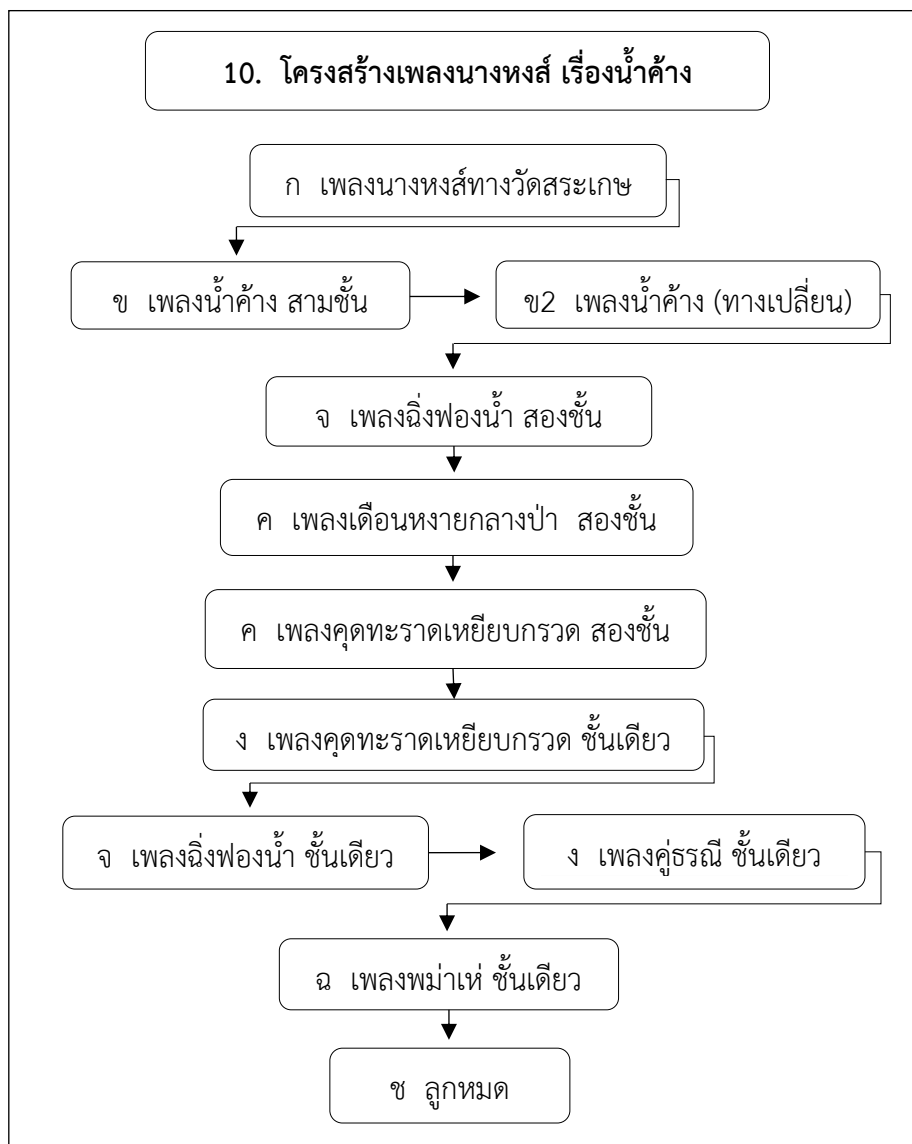 10. โครงสร้างเพลงนางหงส์ เรื่องน้ำค้าง
ก เพลงนางหงส์ทางวัดสระเกษ
ข เพลงน้ำค้าง สามชั้น
ข2 เพลงน้ำค้าง (ทางเปลี่ยน)
จ เพลงฉิ่งฟองน้ำ สองชั้น
ค เพลงเดือนหงายกลางป่า สองชั้น
ค เพลงคุดทะราดเหยียบกรวด สองชั้น
ง เพลงคุดทะราดเหยียบกรวด ชั้นเดียว
จ เพลงฉิ่งฟองน้ำ ชั้นเดียว
ง เพลงคู่ธรณี ชั้นเดียว
ฉ เพลงพม่าเห่ ชั้นเดียว
ช ลูกหมด